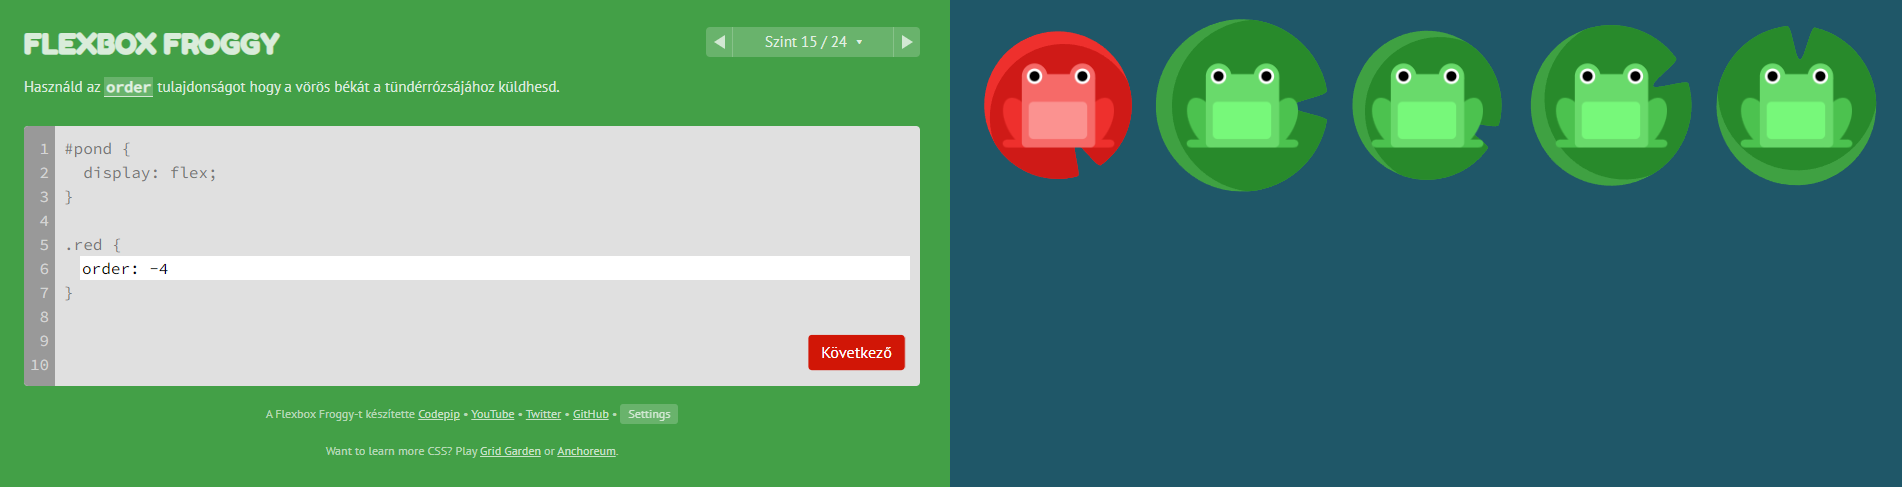 FLEXBOX FROGGY
Szint 15 / 24
Használd az order tulajdonságot hogy a vörös békát a tündérrózsájához küldhesd.
1 #pond {
2 display: flex;
3 }
4
5 .red {
6 order: -4
7 }
8
9
10
Következő
A Flexbox Froggy-t készítette Codepip • YouTube • Twitter • GitHub • Settings
Want to learn more CSS? Play Grid Garden or Anchoreum.